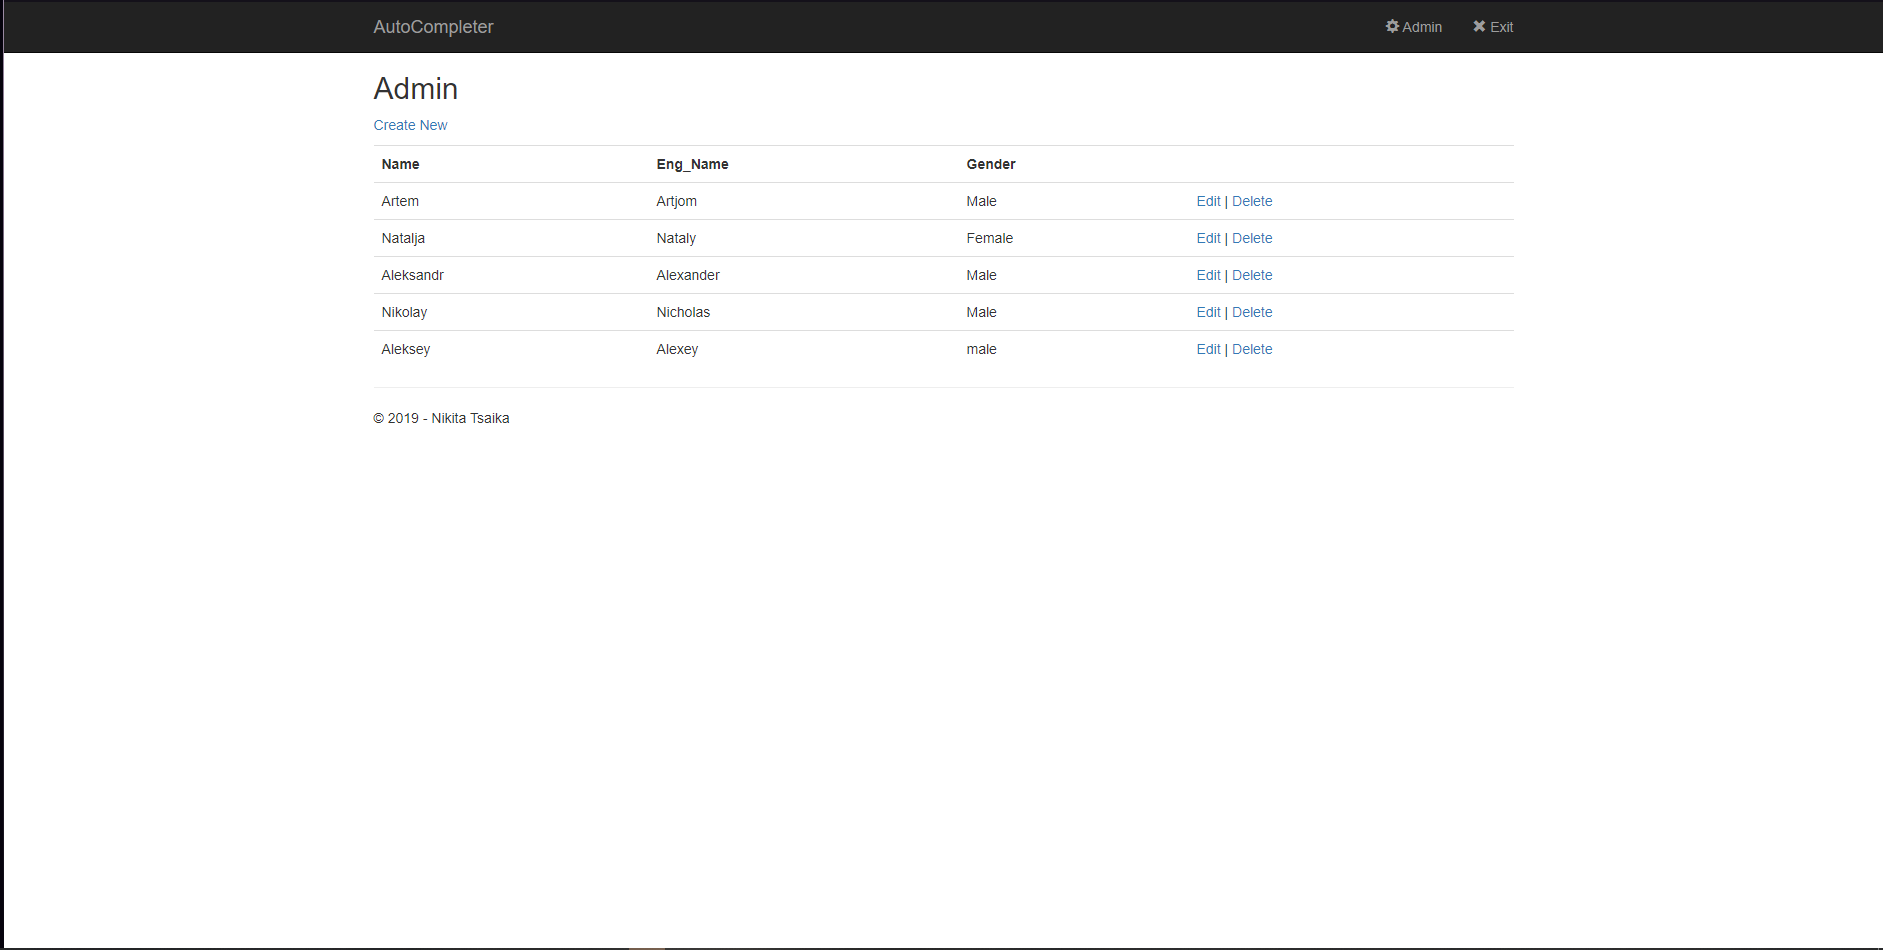 AutoCompleter Admin Exit
Admin
Create New
Name Eng_Name Gender
Artem Artjom Male Edit | Delete
Natalja Nataly Female Edit | Delete
Aleksandr Alexander Male Edit | Delete
Nikolay Nicholas Male Edit | Delete
Aleksey Alexey male Edit | Delete
© 2019 - Nikita Tsaika